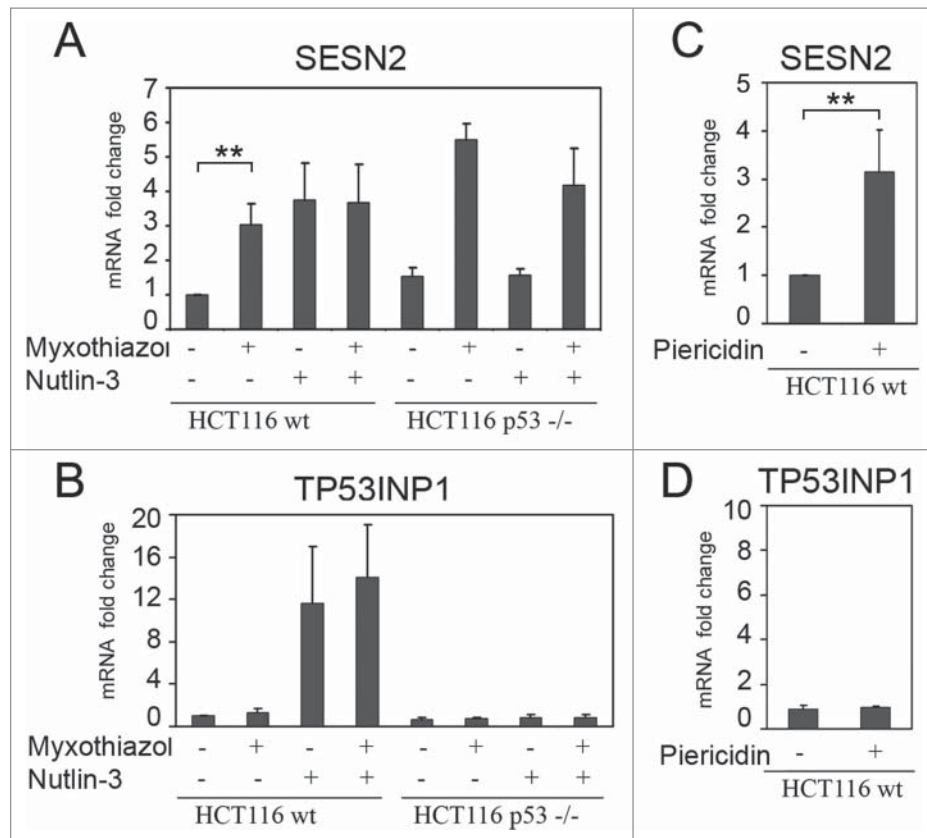 A
SESN2
mRNA fold change
7
6
5
4
3
2
1
0
**
Myxothiazol - + - + - + - +
Nutlin-3 - - + + - - + +
HCT116 wt HCT116 p53 -/-
B
TP53INP1
mRNA fold change
20
16
12
8
4
0
Myxothiazol - + - + - + - +
Nutlin-3 - - + + - - + +
HCT116 wt HCT116 p53 -/-
C
SESN2
mRNA fold change
5
4
3
2
1
0
**
Piericidin - +
HCT116 wt
D
TP53INP1
mRNA fold change
10
8
6
4
2
0
Piericidin - +
HCT116 wt